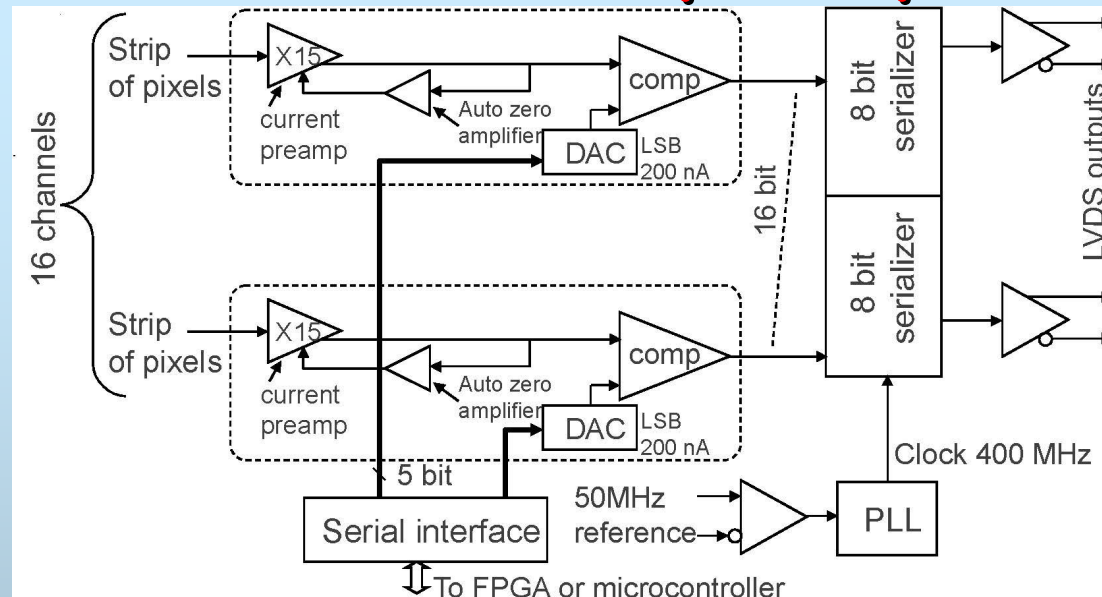 16 channels
Strip
of pixels
X15
current
preamp
Auto zero
amplifier
comp
DAC
LSB
200 nA
16 bit
8 bit
serializer
LVDS outputs
Strip
of pixels
X15
current
preamp
Auto zero
amplifier
comp
DAC
LSB
200 nA
8 bit
serializer
5 bit
Clock 400 MHz
Serial interface
50MHz
reference
PLL
To FPGA or microcontroller